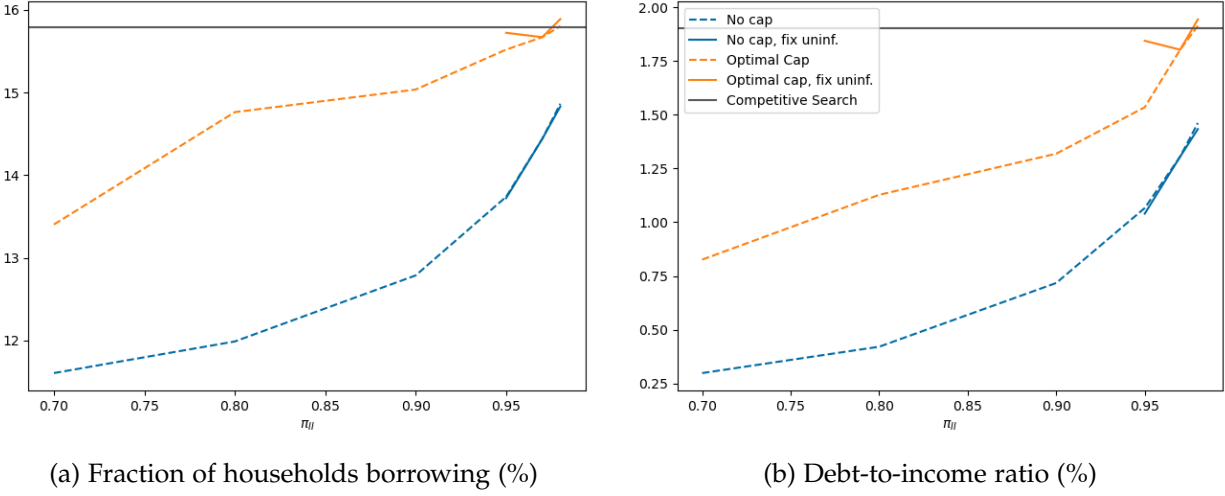 16
15
14
13
12
0.70 0.75 0.80 0.85 0.90 0.95
π_II
(a) Fraction of households borrowing (%)
2.00
1.75
1.50
1.25
1.00
0.75
0.50
0.25
No cap
No cap, fix uninf.
Optimal Cap
Optimal cap, fix uninf.
Competitive Search
0.70 0.75 0.80 0.85 0.90 0.95
π_II
(b) Debt-to-income ratio (%)